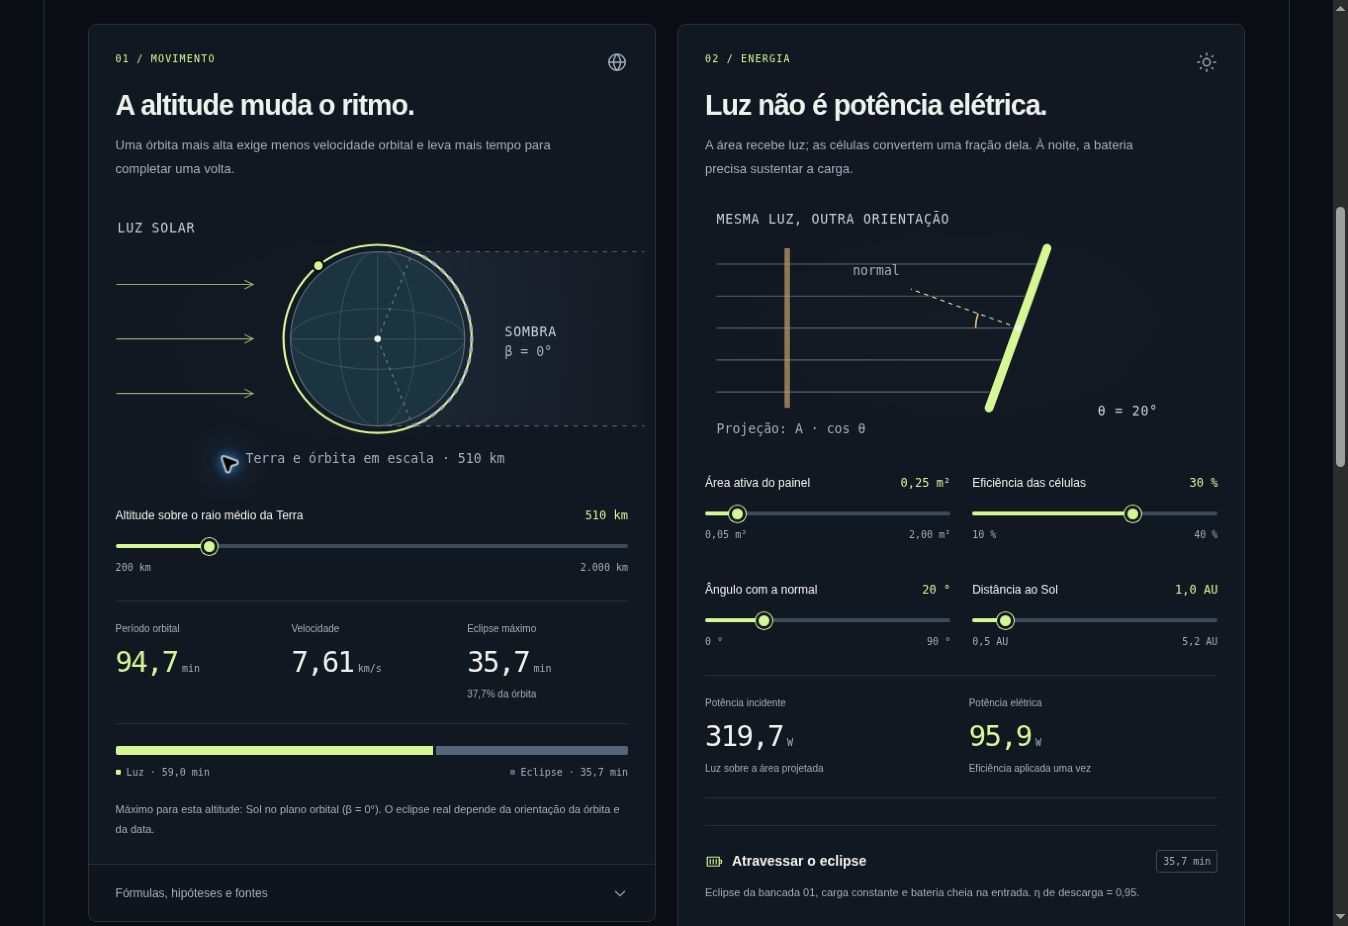 01 / MOVIMENTO
A altitude muda o ritmo.
Uma órbita mais alta exige menos velocidade orbital e leva mais tempo para
completar uma volta.
LUZ SOLAR
SOMBRA
β = 0°
Terra e órbita em escala · 510 km
Altitude sobre o raio médio da Terra
510 km
200 km
2.000 km
Período orbital
94,7 min
Velocidade
7,61 km/s
Eclipse máximo
35,7 min
37,7% da órbita
Luz · 59,0 min
Eclipse · 35,7 min
Máximo para esta altitude: Sol no plano orbital (β = 0°). O eclipse real depende da orientação da órbita e
da data.
Fórmulas, hipóteses e fontes
02 / ENERGIA
Luz não é potência elétrica.
A área recebe luz; as células convertem uma fração dela. À noite, a bateria
precisa sustentar a carga.
MESMA LUZ, OUTRA ORIENTAÇÃO
normal
θ = 20°
Projeção: A · cos θ
Área ativa do painel
0,25 m²
0,05 m²
2,00 m²
Eficiência das células
30 %
10 %
40 %
Ângulo com a normal
20 °
0 °
90 °
Distância ao Sol
1,0 AU
0,5 AU
5,2 AU
Potência incidente
319,7 W
Luz sobre a área projetada
Potência elétrica
95,9 W
Eficiência aplicada uma vez
Atravessar o eclipse
35,7 min
Eclipse da bancada 01, carga constante e bateria cheia na entrada. η de descarga = 0,95.